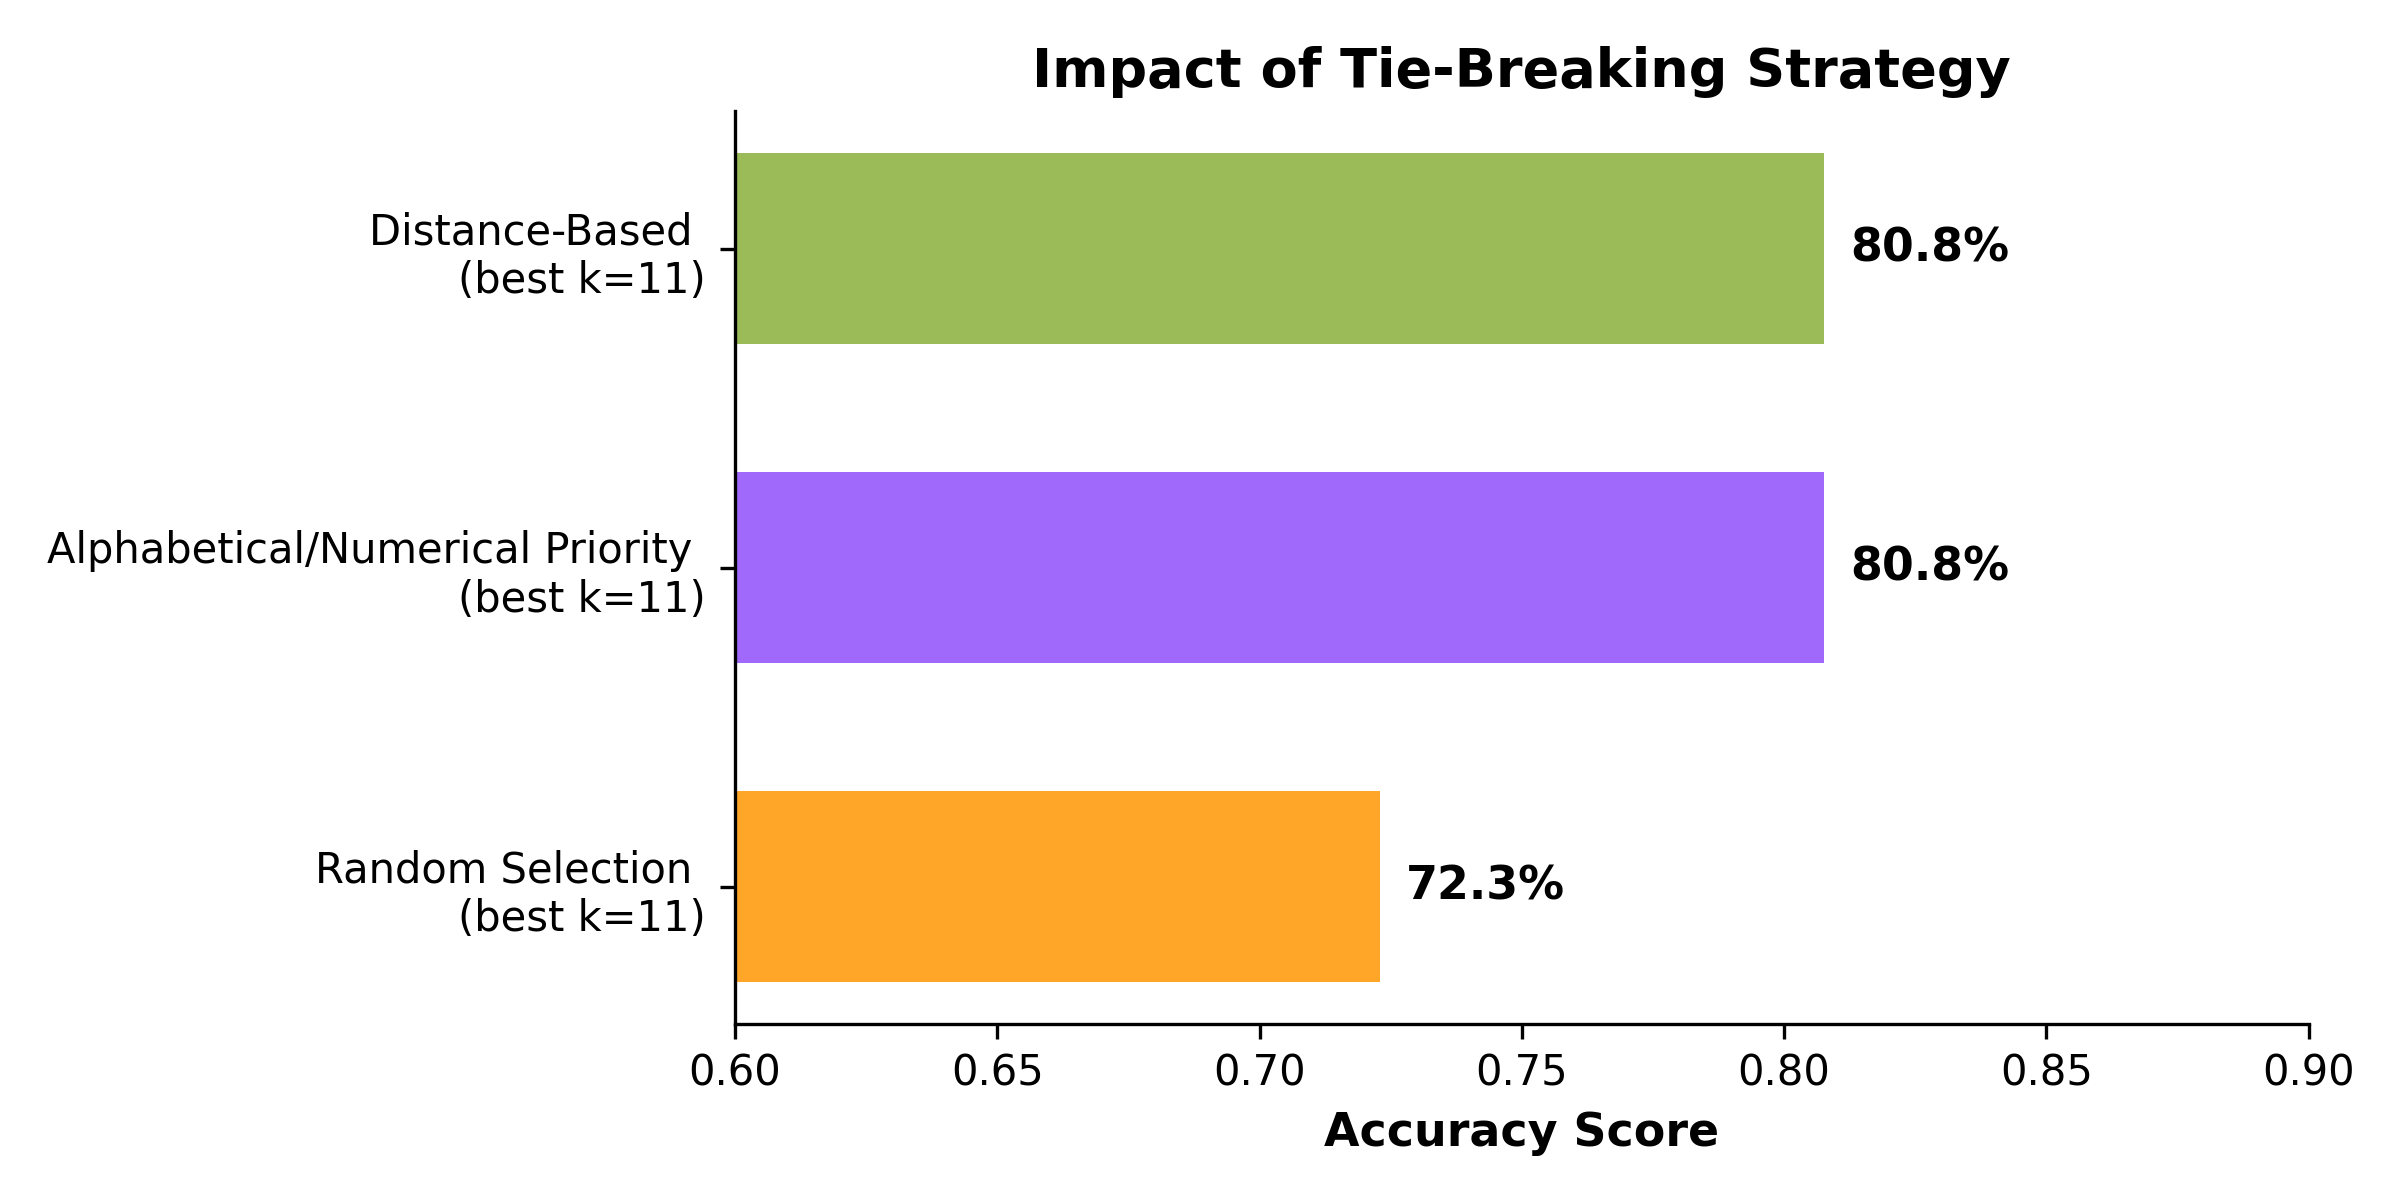 Impact of Tie-Breaking Strategy
Distance-Based
(best k=11)
80.8%
Alphabetical/Numerical Priority
(best k=11)
80.8%
Random Selection
(best k=11)
72.3%
0.60 0.65 0.70 0.75 0.80 0.85 0.90
Accuracy Score